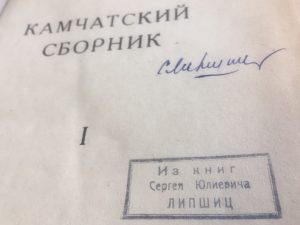 КАМЧАТСКИЙ
СБОРНИК
I
Из книг
Сергея Юлиевича
ЛИПШИЦ